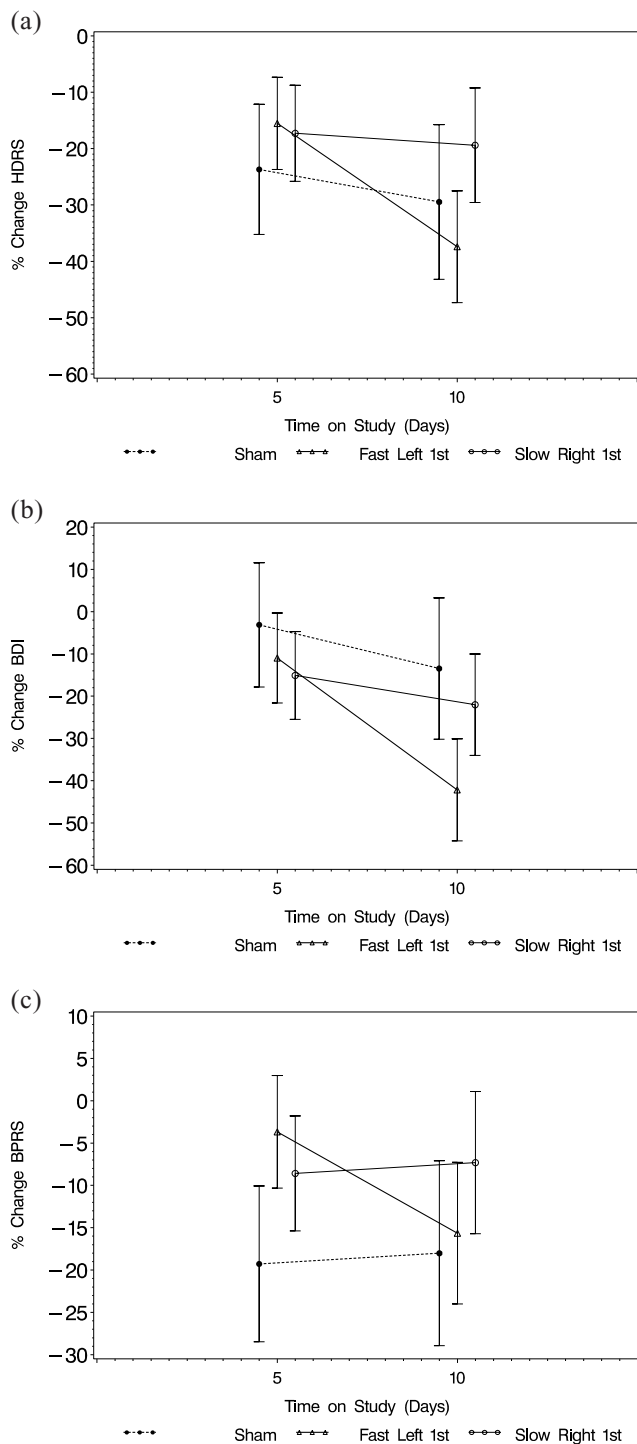 (a)
0
−10
−20
−30
−40
−50
−60
% Change HDRS
5 10
Time on Study (Days)
Sham Fast Left 1st Slow Right 1st
(b)
20
10
0
−10
−20
−30
−40
−50
−60
% Change BDI
5 10
Time on Study (Days)
Sham Fast Left 1st Slow Right 1st
(c)
10
5
0
−5
−10
−15
−20
−25
−30
% Change BPRS
5 10
Time on Study (Days)
Sham Fast Left 1st Slow Right 1st